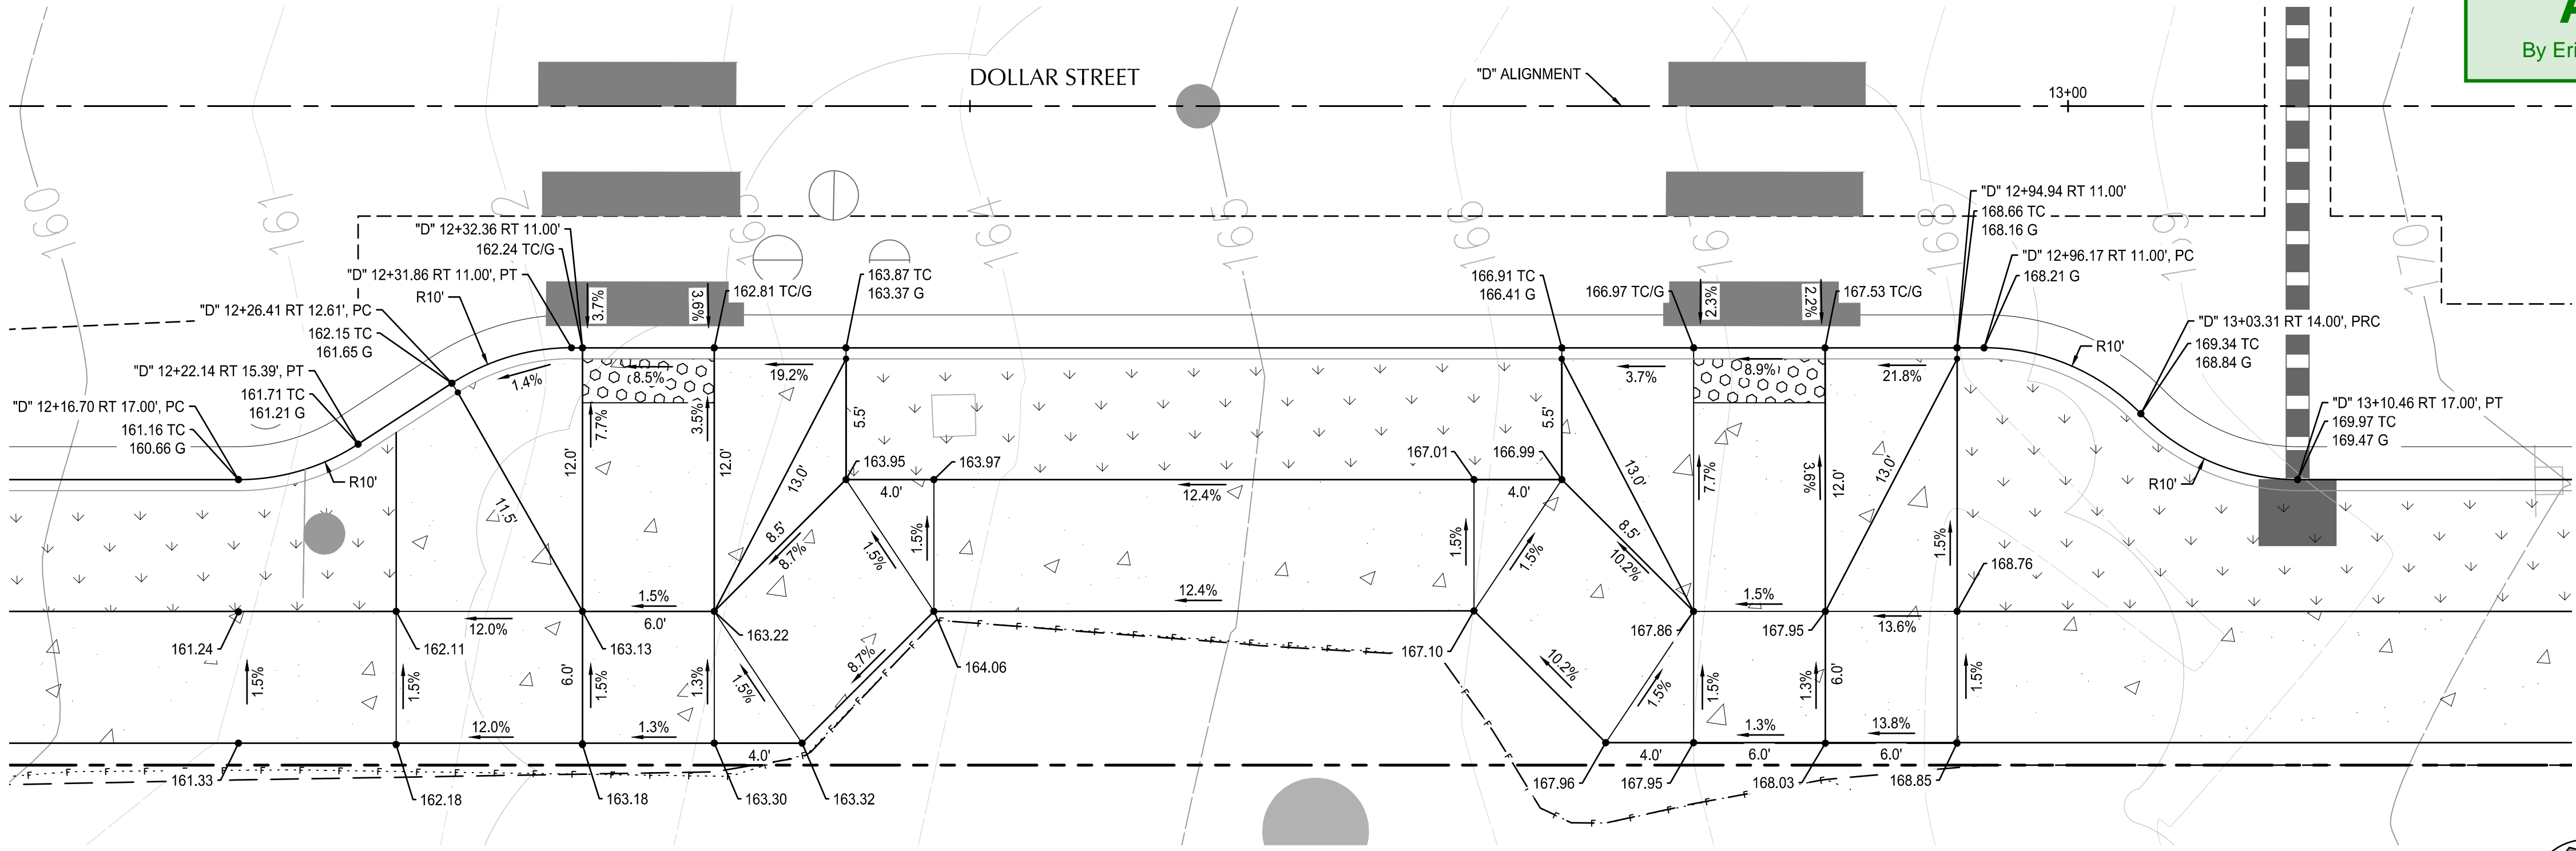 A
By Eri
DOLLAR STREET
"D" ALIGNMENT
13+00
160
161
2
163
164
165
166
1
168
169
170
"D" 12+32.36 RT 11.00'
162.24 TC/G
"D" 12+31.86 RT 11.00', PT
R10'
"D" 12+26.41 RT 12.61', PC
162.15 TC
161.65 G
"D" 12+22.14 RT 15.39', PT
161.71 TC
161.21 G
"D" 12+16.70 RT 17.00', PC
161.16 TC
160.66 G
R10'
3.7%
3.6%
162.81 TC/G
163.87 TC
163.37 G
166.91 TC
166.41 G
166.97 TC/G
2.3%
2.2%
167.53 TC/G
"D" 12+94.94 RT 11.00'
168.66 TC
168.16 G
"D" 12+96.17 RT 11.00', PC
168.21 G
"D" 13+03.31 RT 14.00', PRC
169.34 TC
168.84 G
R10'
"D" 13+10.46 RT 17.00', PT
169.97 TC
169.47 G
R10'
1.4%
8.5%
19.2%
3.7%
8.9%
21.8%
7.7%
3.5%
5.5'
5.5'
12.0'
12.0'
13.0'
163.95
163.97
4.0'
12.4%
167.01
166.99
4.0'
13.0'
7.7%
3.6%
12.0'
13.0'
11.5'
8.5'
8.7%
1.5%
1.5%
1.5%
1.5%
8.5'
10.2%
1.5%
168.76
1.5%
6.0'
12.4%
1.5%
13.6%
12.0%
161.24
162.11
163.13
163.22
164.06
167.10
167.86
167.95
1.5%
1.5%
6.0'
1.5%
1.3%
1.5%
8.7%
10.2%
1.5%
1.5%
1.3%
6.0'
1.5%
12.0%
1.3%
4.0'
1.3%
13.8%
4.0'
6.0'
6.0'
161.33
162.18
163.18
163.30
163.32
167.96
167.95
168.03
168.85
F F F F F F F F F F F F F F F F F F F F F F F F F F F F F F F F F